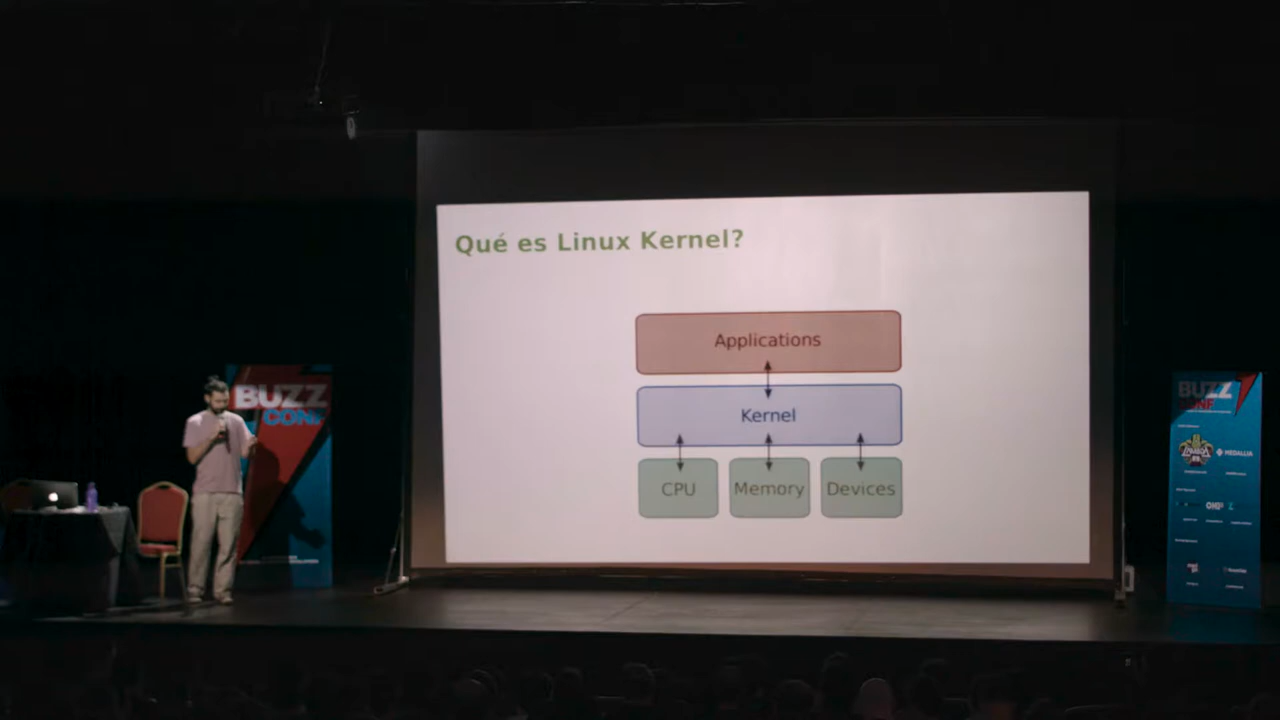 Qué es Linux Kernel?
Applications
Kernel
CPU
Memory
Devices
BUZZ
CONF
BUZZ
CONF
MEDALLIA